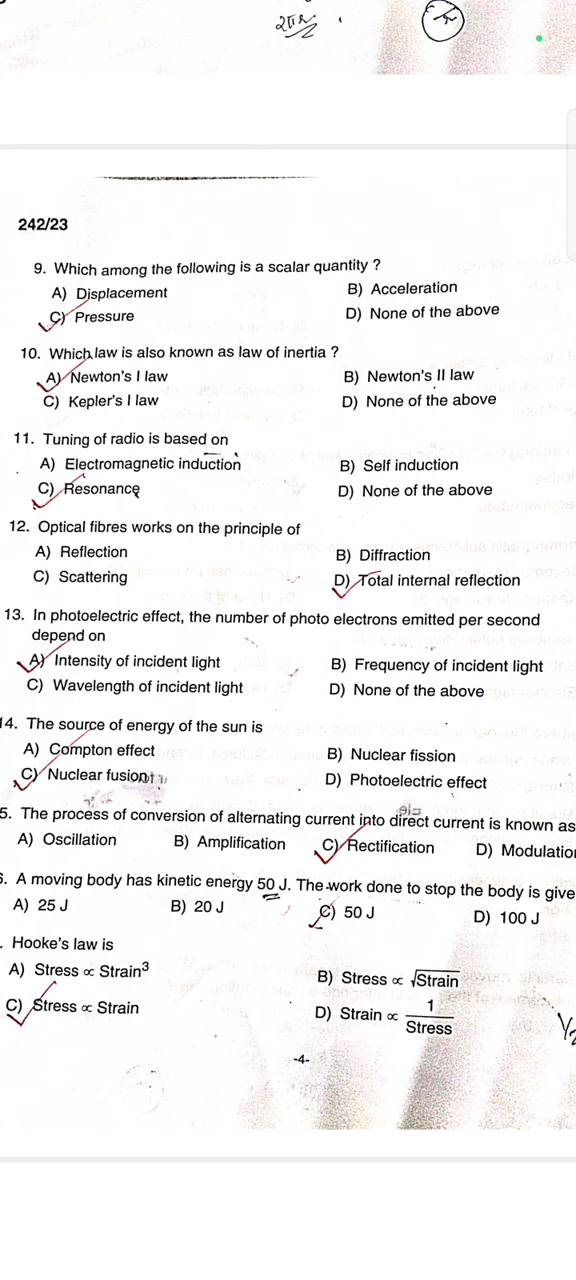 242/23
9. Which among the following is a scalar quantity ?
A) Displacement B) Acceleration
C) Pressure D) None of the above
10. Which law is also known as law of inertia ?
A) Newton's I law B) Newton's II law
C) Kepler's I law D) None of the above
11. Tuning of radio is based on
A) Electromagnetic induction B) Self induction
C) Resonance D) None of the above
12. Optical fibres works on the principle of
A) Reflection B) Diffraction
C) Scattering D) Total internal reflection
13. In photoelectric effect, the number of photo electrons emitted per second
depend on
A) Intensity of incident light B) Frequency of incident light
C) Wavelength of incident light D) None of the above
14. The source of energy of the sun is
A) Compton effect B) Nuclear fission
C) Nuclear fusion D) Photoelectric effect
5. The process of conversion of alternating current into direct current is known as
A) Oscillation B) Amplification C) Rectification D) Modulation
6. A moving body has kinetic energy 50 J. The work done to stop the body is give
A) 25 J B) 20 J C) 50 J D) 100 J
. Hooke's law is
A) Stress ∝ Strain³ B) Stress ∝ √Strain
C) Stress ∝ Strain D) Strain ∝ 1/Stress
-4-